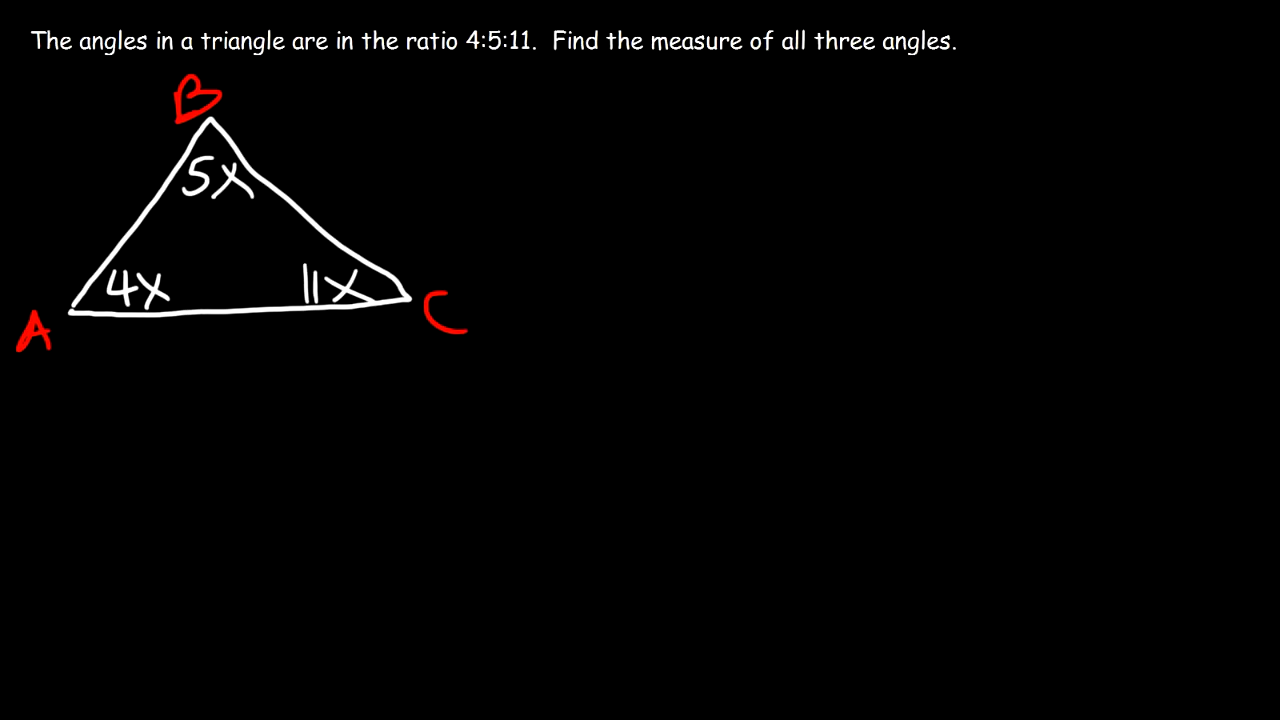 The angles in a triangle are in the ratio 4:5:11. Find the measure of all three angles.
B
5x
4x
11x
A
C